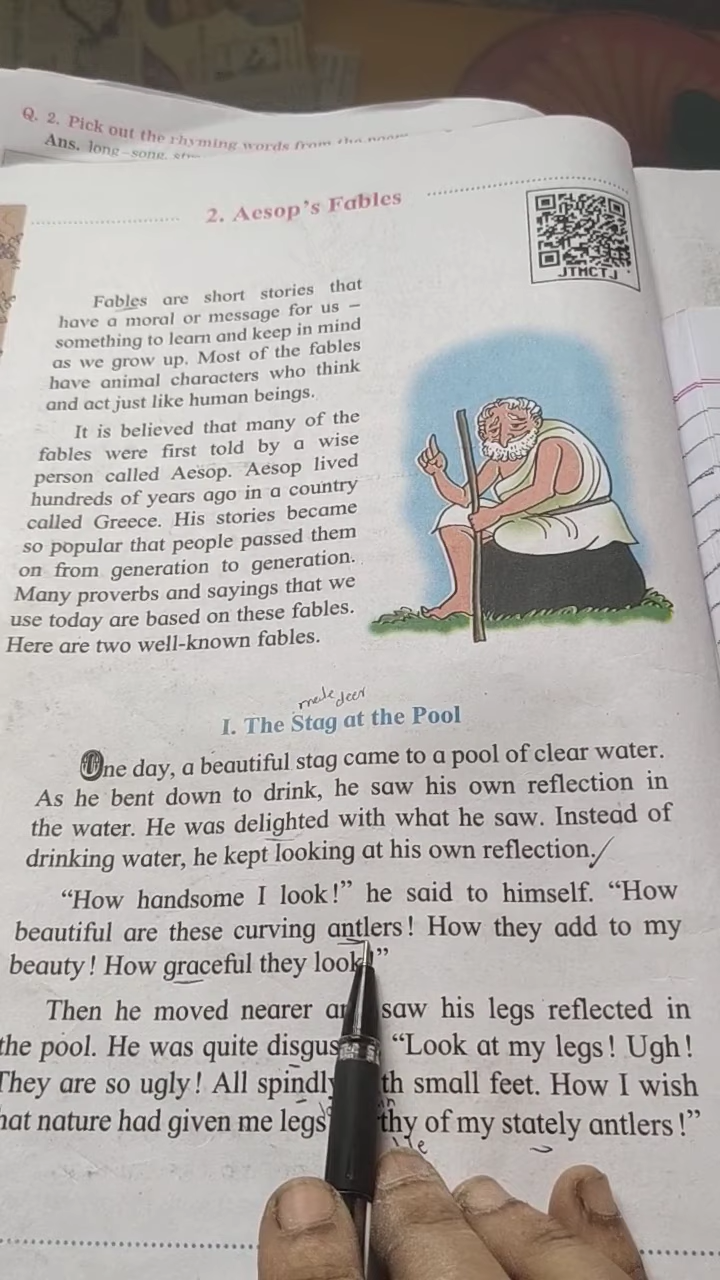 Q. 2. Pick out the rhyming words from the
Ans. long-song,
2. Aesop's Fables
JTMCTJ
Fables are short stories that
have a moral or message for us –
something to learn and keep in mind
as we grow up. Most of the fables
have animal characters who think
and act just like human beings.
It is believed that many of the
fables were first told by a wise
person called Aesop. Aesop lived
hundreds of years ago in a country
called Greece. His stories became
so popular that people passed them
on from generation to generation.
Many proverbs and sayings that we
use today are based on these fables.
Here are two well-known fables.
male deer
I. The Stag at the Pool
One day, a beautiful stag came to a pool of clear water.
As he bent down to drink, he saw his own reflection in
the water. He was delighted with what he saw. Instead of
drinking water, he kept looking at his own reflection.
“How handsome I look!” he said to himself. “How
beautiful are these curving antlers! How they add to my
beauty! How graceful they look!”
Then he moved nearer saw his legs reflected in
the pool. He was quite “Look at my legs! Ugh!
They are so ugly! All small feet. How I wish
nature had given me legs of my stately antlers!”